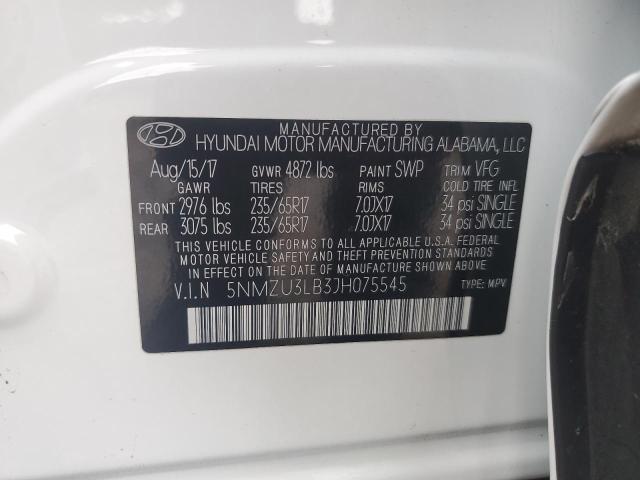 MANUFACTURED BY
HYUNDAI MOTOR MANUFACTURING ALABAMA, LLC
Aug/15/17 GVWR 4872 lbs PAINT SWP TRIM VFG
GAWR TIRES RIMS COLD TIRE INFL
FRONT 2976 lbs 235/65R17 7.0JX17 34 psi SINGLE
REAR 3075 lbs 235/65R17 7.0JX17 34 psi SINGLE
THIS VEHICLE CONFORMS TO ALL APPLICABLE U.S.A. FEDERAL
MOTOR VEHICLE SAFETY AND THEFT PREVENTION STANDARDS
IN EFFECT ON THE DATE OF MANUFACTURE SHOWN ABOVE.
V.I.N 5NMZU3LB3JH075545 TYPE: MPV